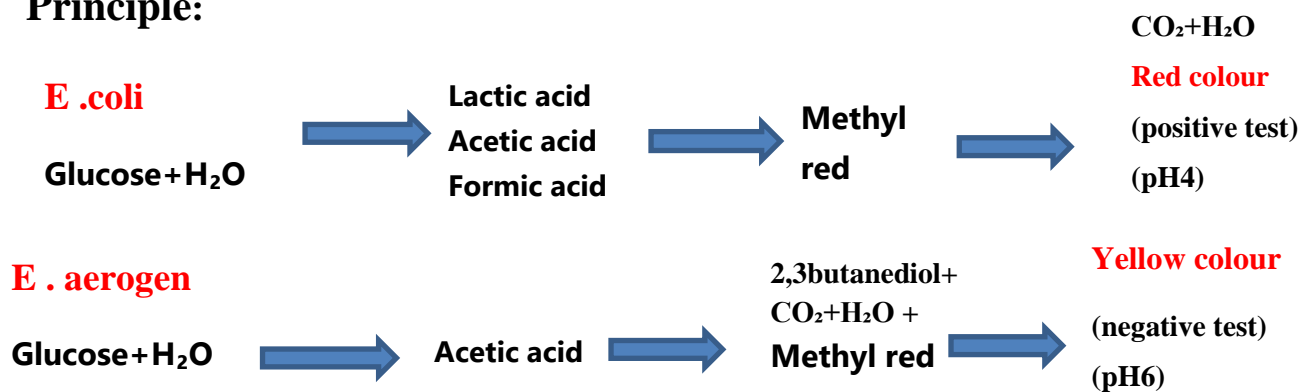 Principle:
E .coli
Glucose+H₂O
Lactic acid
Acetic acid
Formic acid
Methyl
red
CO₂+H₂O
Red colour
(positive test)
(pH4)
E . aerogen
Glucose+H₂O
Acetic acid
2,3butanediol+
CO₂+H₂O +
Methyl red
Yellow colour
(negative test)
(pH6)